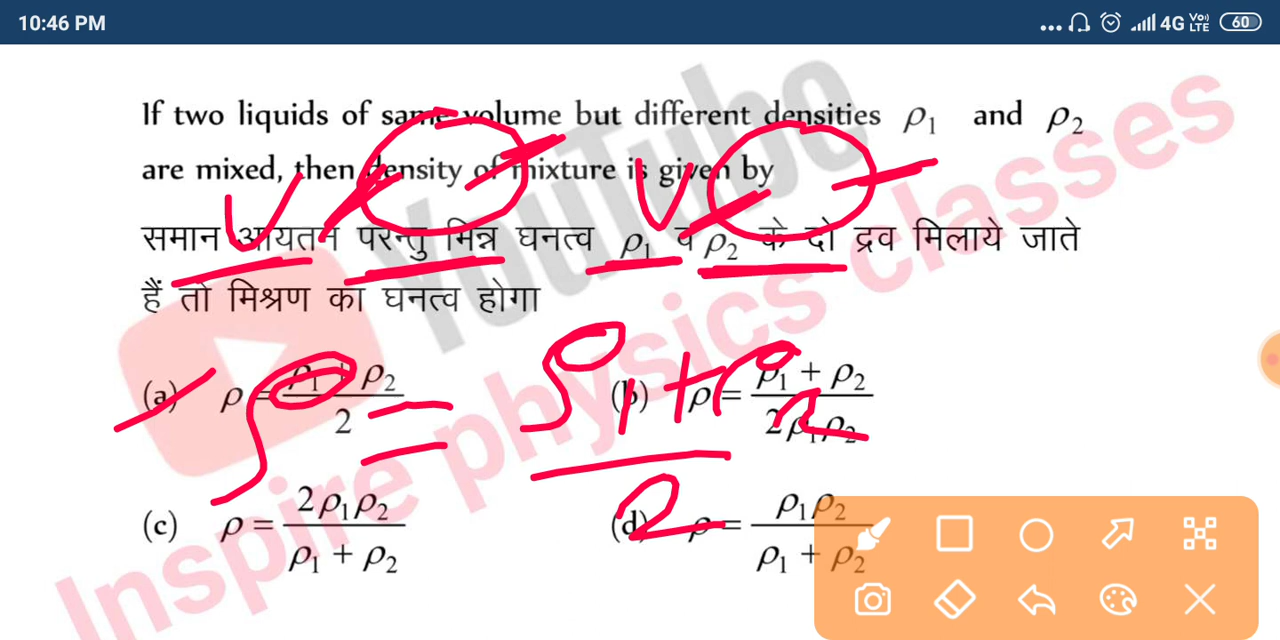 10:46 PM
... 4G Vo) LTE 60
If two liquids of same volume but different densities ρ₁ and ρ₂
are mixed, then density of mixture is given by
समान आयतन परन्तु भिन्न घनत्व ρ₁ व ρ₂ के दो द्रव मिलाये जाते
हैं तो मिश्रण का घनत्व होगा
V V
(a) ρ = (ρ₁ + ρ₂) / 2
(b) ρ = (ρ₁ + ρ₂) / 2ρ₁ρ₂
ρ = (ρ₁ + ρ₂) / 2
(c) ρ = 2ρ₁ρ₂ / (ρ₁ + ρ₂)
(d) ρ = ρ₁ρ₂ / (ρ₁ + ρ₂)
YouTube
Inspire physics classes